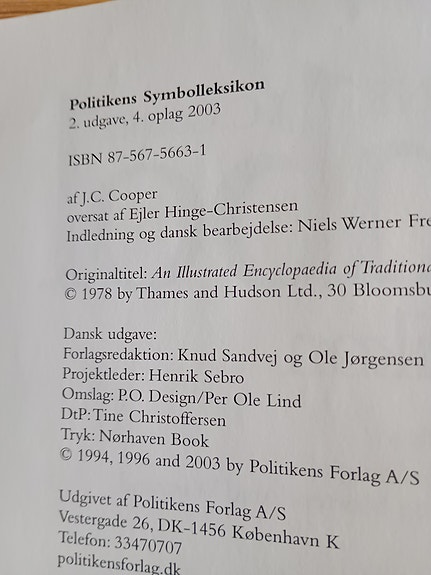 Politikens Symbolleksikon
2. udgave, 4. oplag 2003
ISBN 87-567-5663-1
af J.C. Cooper
oversat af Ejler Hinge-Christensen
Indledning og dansk bearbejdelse: Niels Werner Fre
Originaltitel: An Illustrated Encyclopaedia of Traditiona
© 1978 by Thames and Hudson Ltd., 30 Bloomsbu
Dansk udgave:
Forlagsredaktion: Knud Sandvej og Ole Jørgensen
Projektleder: Henrik Sebro
Omslag: P.O. Design/Per Ole Lind
DtP: Tine Christoffersen
Tryk: Nørhaven Book
© 1994, 1996 and 2003 by Politikens Forlag A/S
Udgivet af Politikens Forlag A/S
Vestergade 26, DK-1456 København K
Telefon: 33470707
politikensforlag.dk